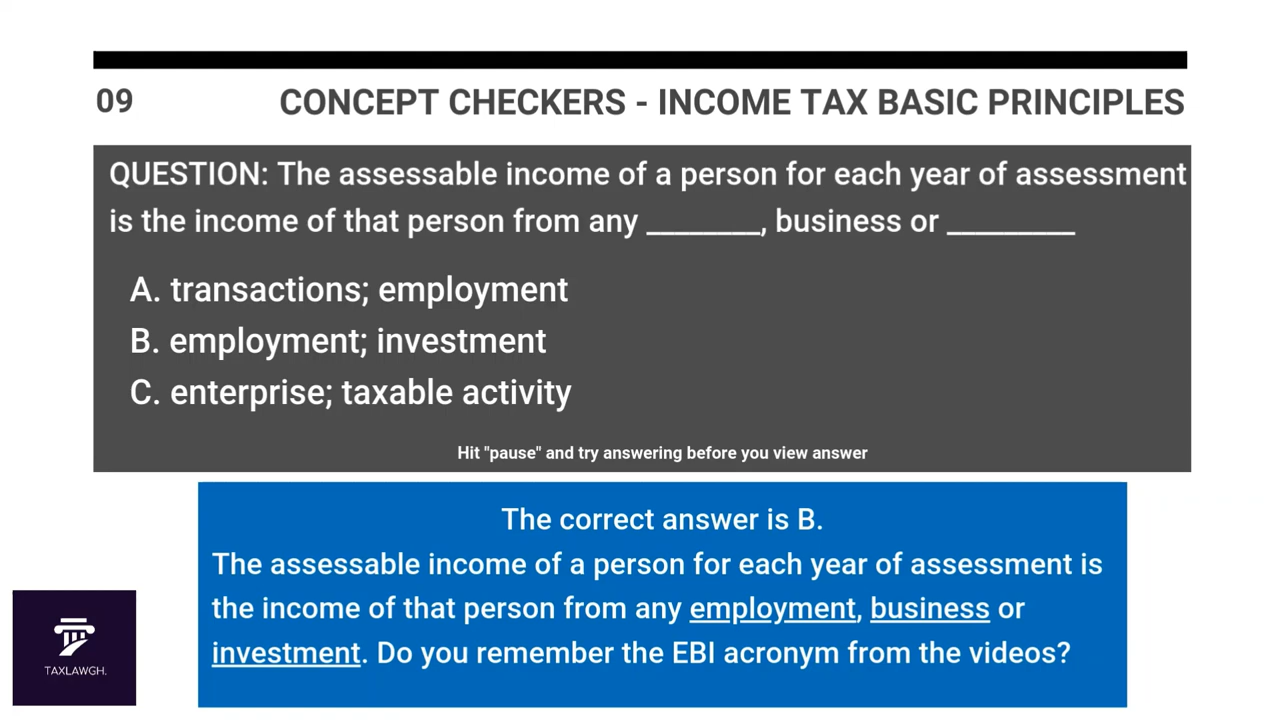 09
CONCEPT CHECKERS - INCOME TAX BASIC PRINCIPLES
QUESTION: The assessable income of a person for each year of assessment
is the income of that person from any ________, business or _________
A. transactions; employment
B. employment; investment
C. enterprise; taxable activity
Hit "pause" and try answering before you view answer
The correct answer is B.
The assessable income of a person for each year of assessment is
the income of that person from any employment, business or
investment. Do you remember the EBI acronym from the videos?
TAXLAWGH.